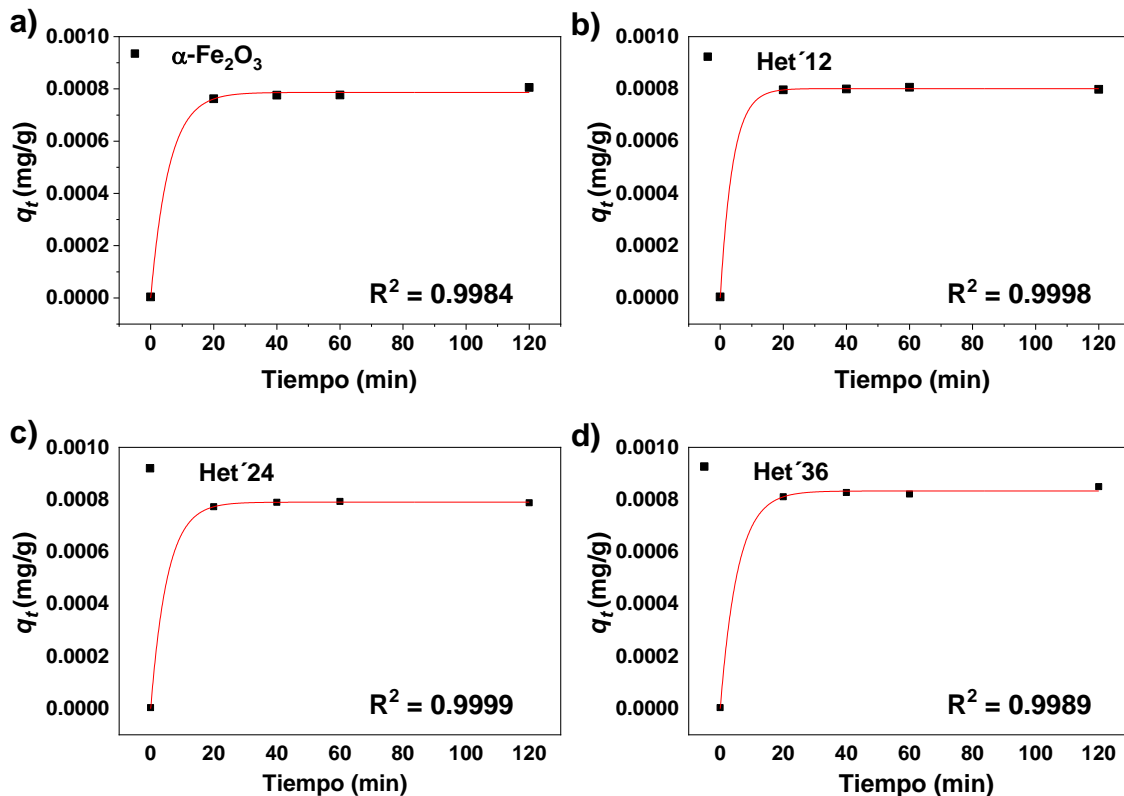 a)
α-Fe₂O₃
0.0010
0.0008
0.0006
0.0004
0.0002
0.0000
qₜ (mg/g)
R² = 0.9984
0 20 40 60 80 100 120
Tiempo (min)
b)
Het´12
0.0010
0.0008
0.0006
0.0004
0.0002
0.0000
qₜ (mg/g)
R² = 0.9998
0 20 40 60 80 100 120
Tiempo (min)
c)
Het´24
0.0010
0.0008
0.0006
0.0004
0.0002
0.0000
qₜ (mg/g)
R² = 0.9999
0 20 40 60 80 100 120
Tiempo (min)
d)
Het´36
0.0010
0.0008
0.0006
0.0004
0.0002
0.0000
qₜ (mg/g)
R² = 0.9989
0 20 40 60 80 100 120
Tiempo (min)